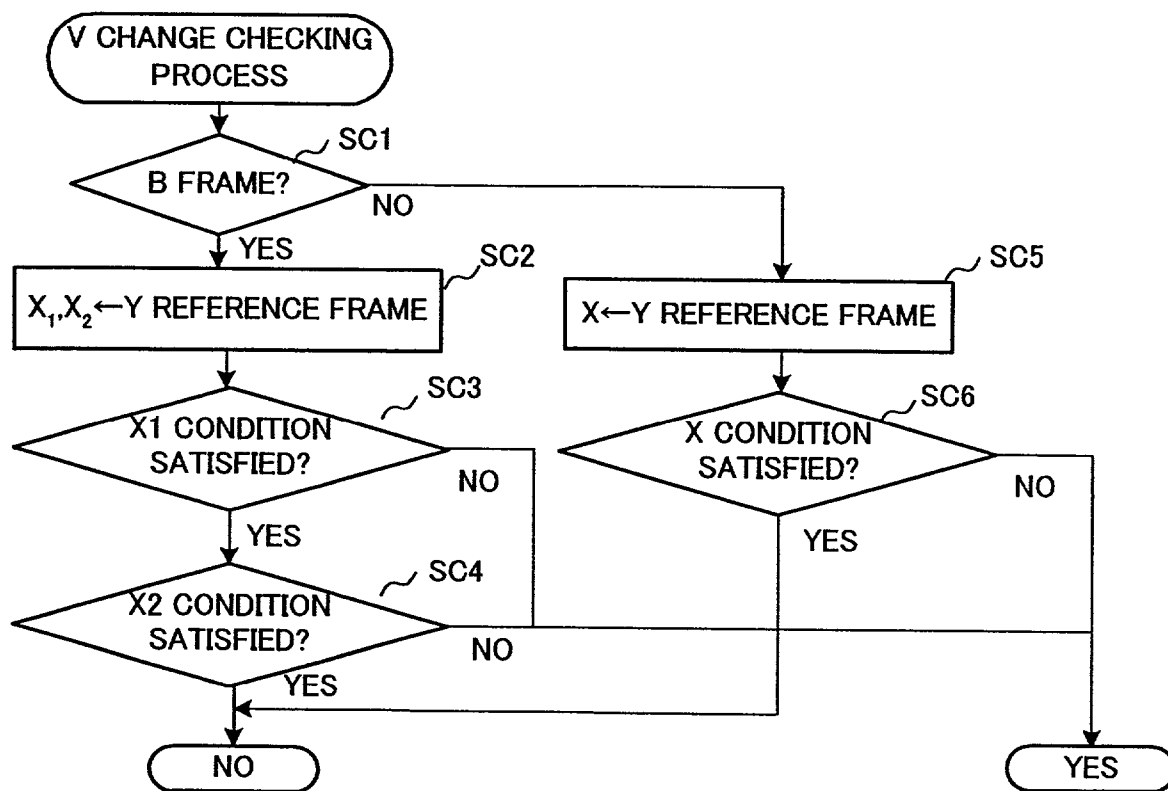 V CHANGE CHECKING
PROCESS
SC1
B FRAME?
NO
YES
SC2
X₁,X₂←Y REFERENCE FRAME
SC5
X←Y REFERENCE FRAME
SC3
X1 CONDITION
SATISFIED?
NO
YES
SC6
X CONDITION
SATISFIED?
NO
YES
SC4
X2 CONDITION
SATISFIED?
NO
YES
NO
YES